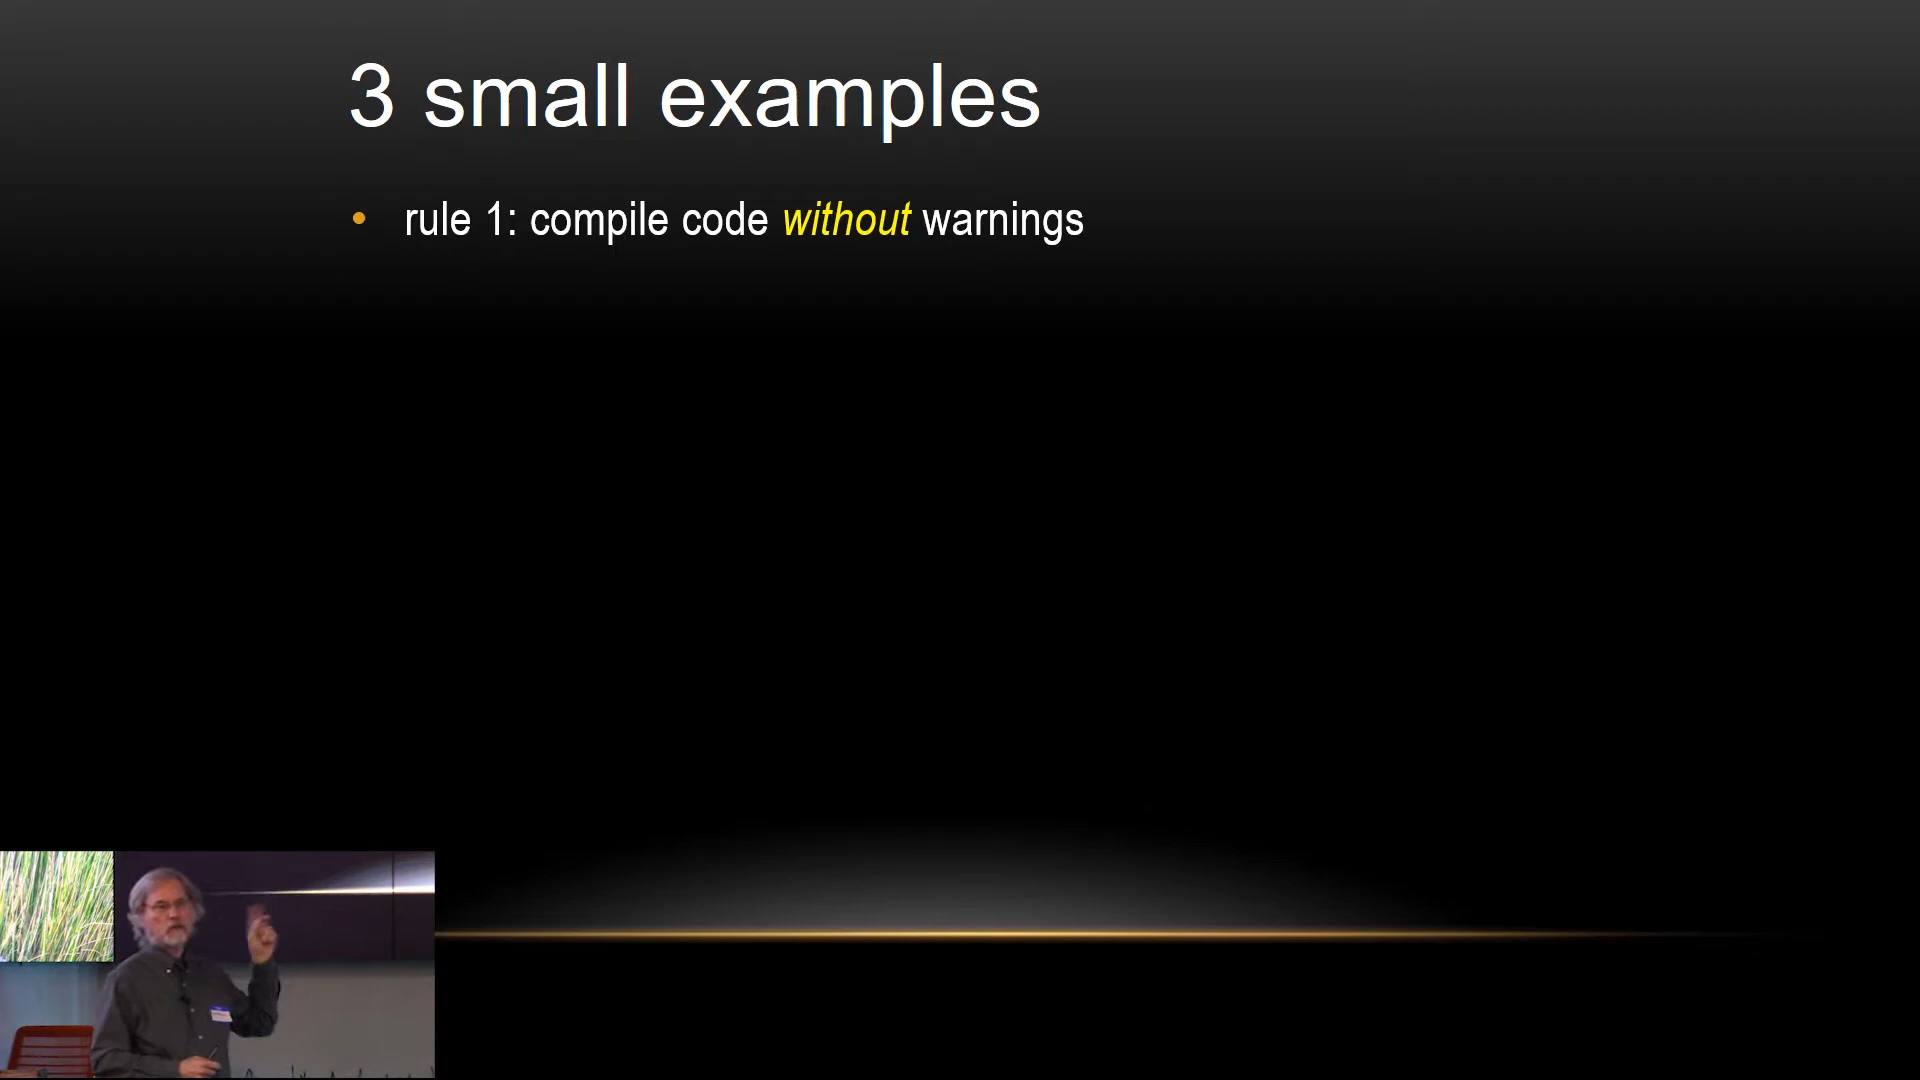 3 small examples
• rule 1: compile code without warnings